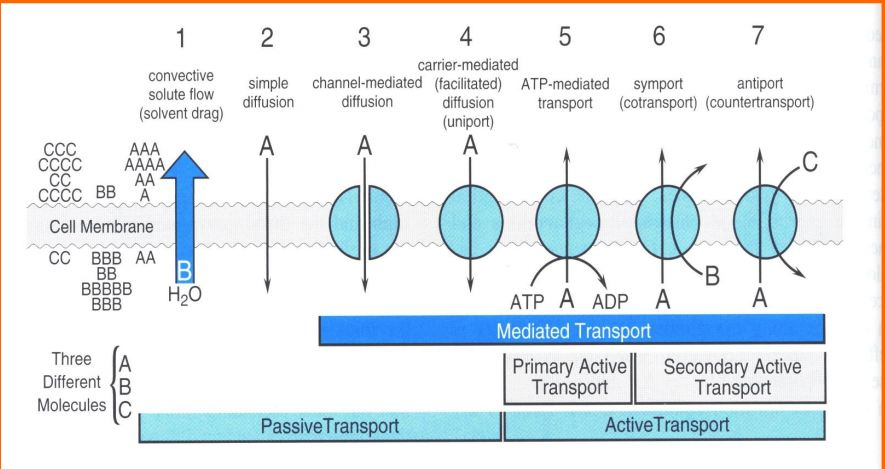 1 2 3 4 5 6 7
convective
solute flow
(solvent drag)
simple
diffusion
channel-mediated
diffusion
carrier-mediated
(facilitated)
diffusion
(uniport)
ATP-mediated
transport
symport
(cotransport)
antiport
(countertransport)
CCC AAA
CCCC AAAA
CC AA
CCCC BB A
A A A C
Cell Membrane
CC BBB AA
BB
BBBBB
BBB
B
H2O
ATP A ADP A B A
Mediated Transport
Three
Different
Molecules
A
B
C
Primary Active
Transport
Secondary Active
Transport
PassiveTransport
ActiveTransport